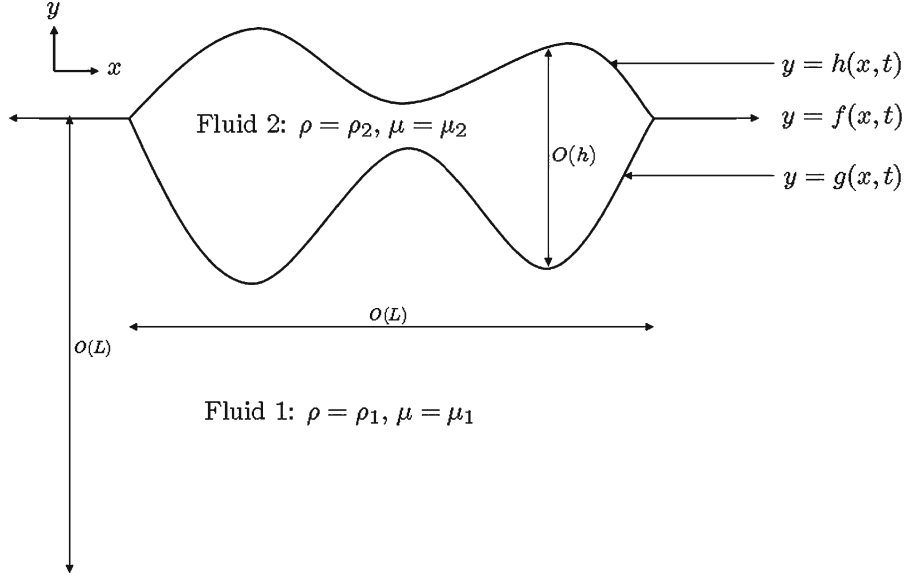 y
x
y = h(x, t)
Fluid 2: ρ = ρ₂, μ = μ₂
y = f(x, t)
O(h)
y = g(x, t)
O(L)
O(L)
Fluid 1: ρ = ρ₁, μ = μ₁